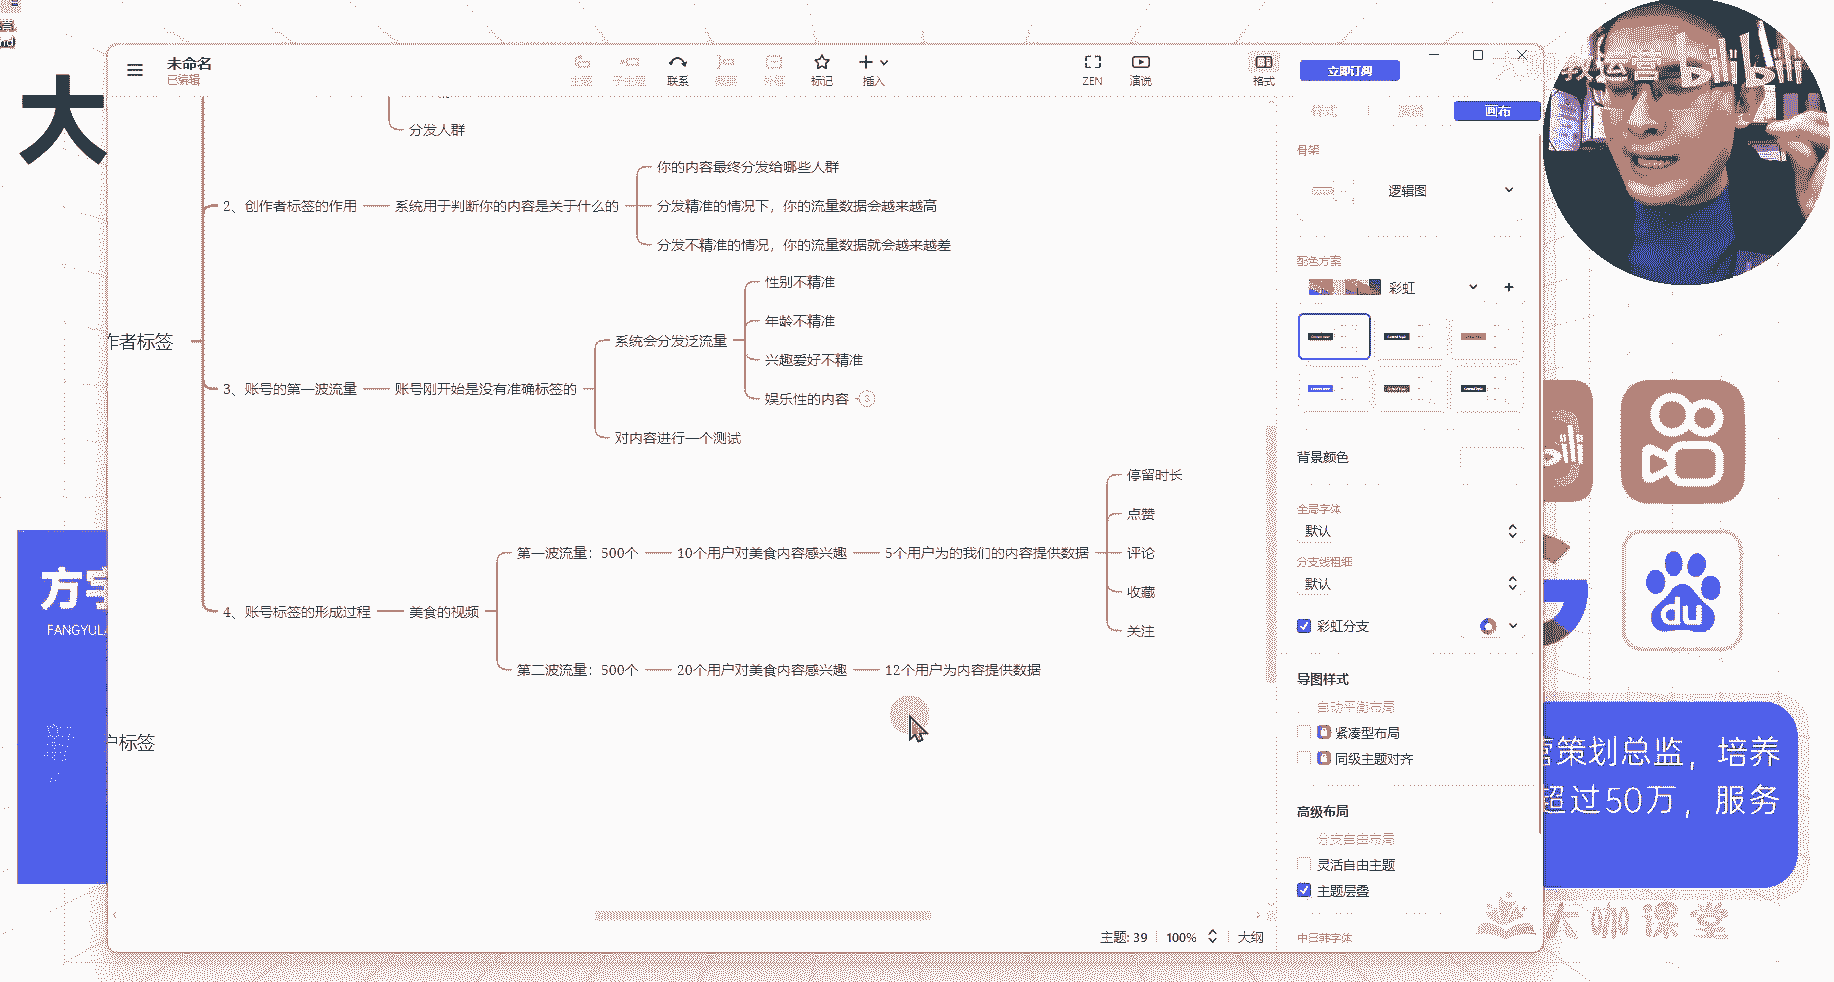 未命名
已编辑
主题
子主题
联系
概要
外框
标记
插入
ZEN
演说
格式
立即订阅
样式
演说
画布
运营 bilibili
大
分发人群
2、创作者标签的作用
系统用于判断你的内容是关于什么的
你的内容最终分发给哪些人群
分发精准的情况下，你的流量数据会越来越高
分发不精准的情况，你的流量数据就会越来越差
作者标签
3、账号的第一波流量
账号刚开始是没有准确标签的
系统会分发泛流量
性别不精准
年龄不精准
兴趣爱好不精准
娱乐性的内容
3
对内容进行一个测试
4、账号标签的形成过程
美食的视频
第一波流量：500个
10个用户对美食内容感兴趣
5个用户为的我们的内容提供数据
停留时长
点赞
评论
收藏
关注
第二波流量：500个
20个用户对美食内容感兴趣
12个用户为内容提供数据
户标签
骨架
逻辑图
配色方案
彩虹
背景颜色
全局字体
默认
分支线粗细
默认
彩虹分支
导图样式
自动平衡布局
紧凑型布局
同级主题对齐
高级布局
分支自由布局
灵活自由主题
主题层叠
中日韩字体
主题: 39
100%
大纲
FANGYUL
bili
du
营策划总监，培养
超过50万，服务
大咖课堂